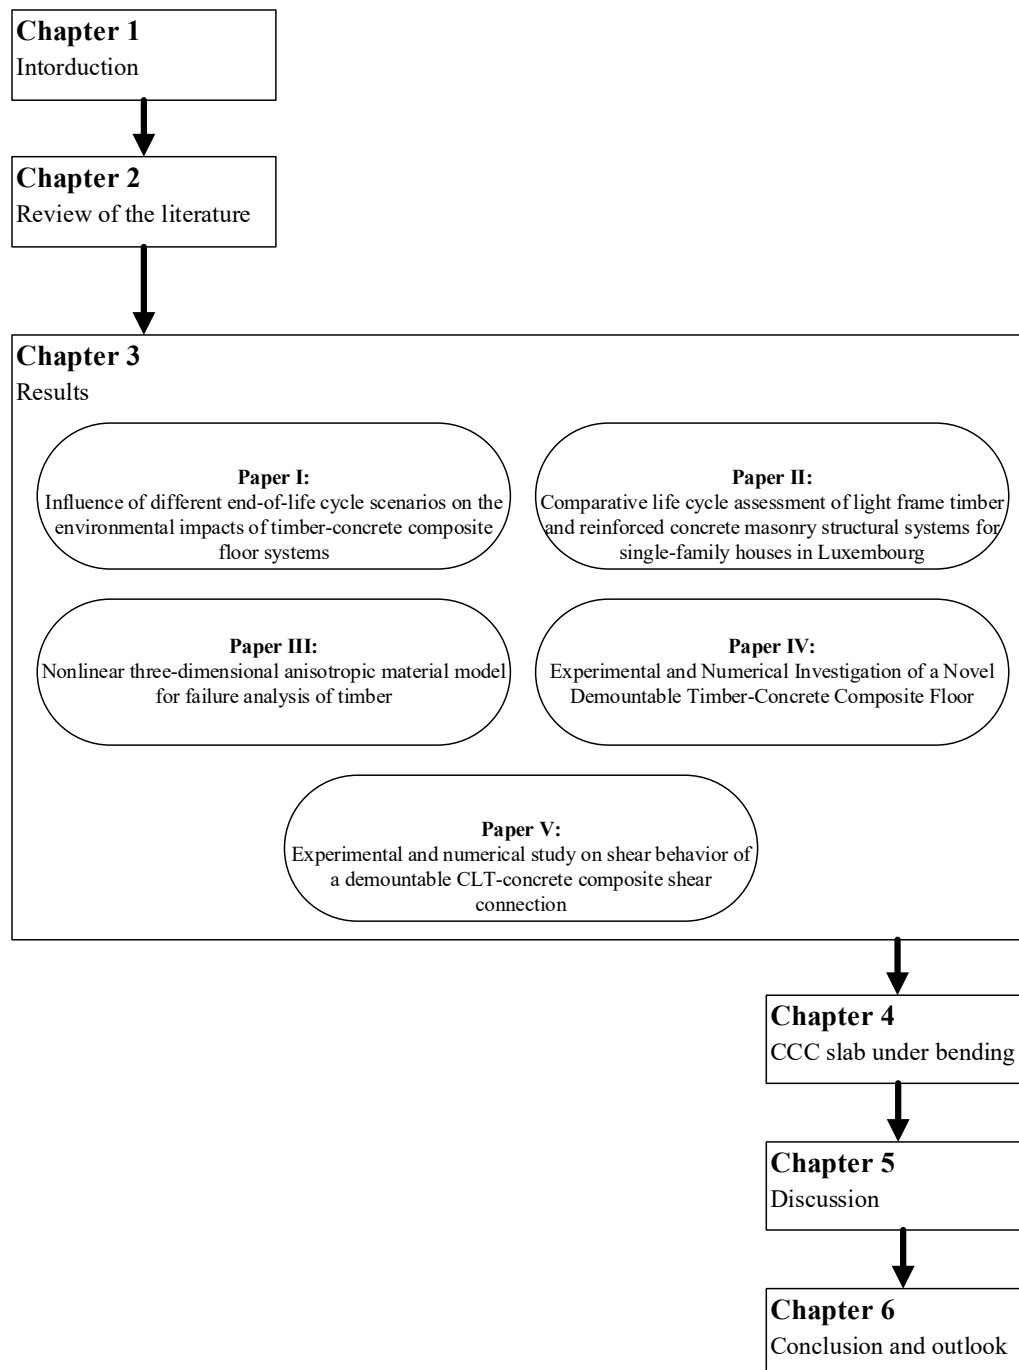 Chapter 1
Intorduction
Chapter 2
Review of the literature
Chapter 3
Results
Paper I:
Influence of different end-of-life cycle scenarios on the
environmental impacts of timber-concrete composite
floor systems
Paper II:
Comparative life cycle assessment of light frame timber
and reinforced concrete masonry structural systems for
single-family houses in Luxembourg
Paper III:
Nonlinear three-dimensional anisotropic material model
for failure analysis of timber
Paper IV:
Experimental and Numerical Investigation of a Novel
Demountable Timber-Concrete Composite Floor
Paper V:
Experimental and numerical study on shear behavior of
a demountable CLT-concrete composite shear
connection
Chapter 4
CCC slab under bending
Chapter 5
Discussion
Chapter 6
Conclusion and outlook